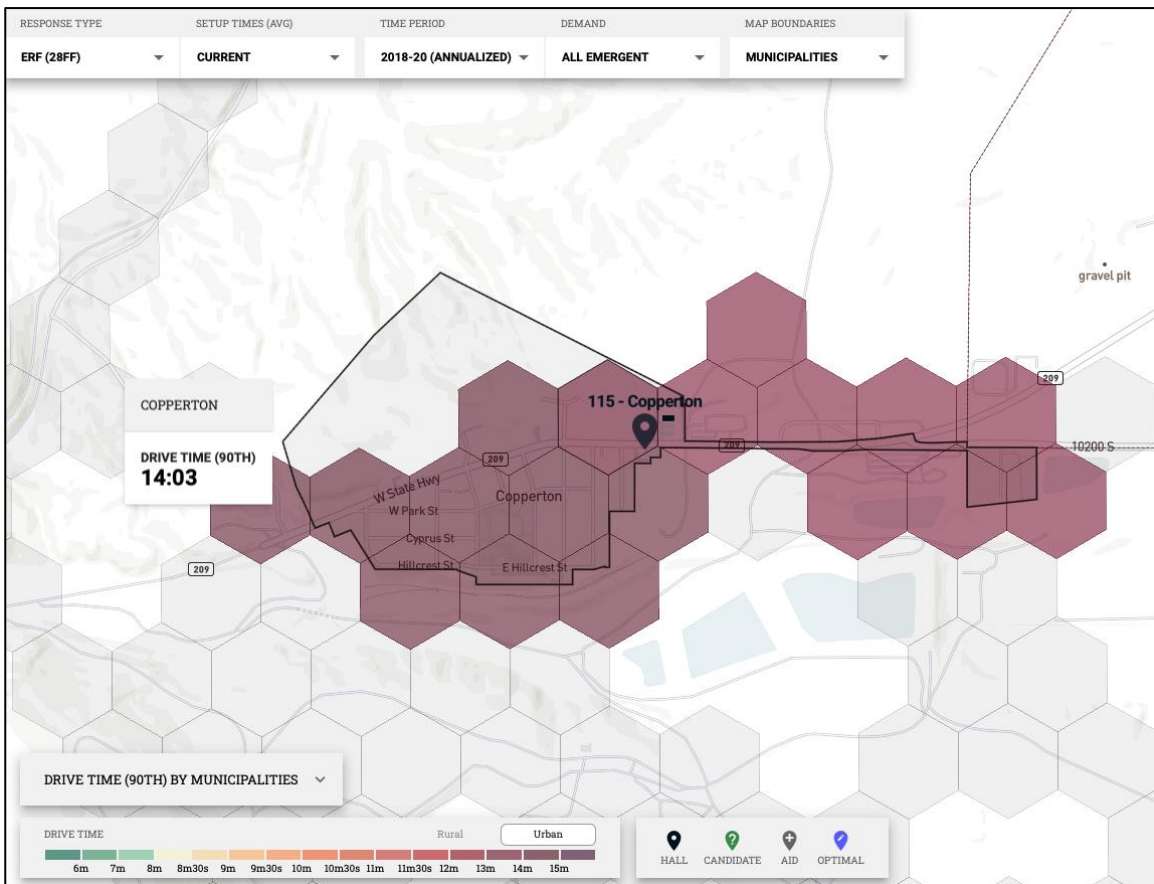 RESPONSE TYPE
SETUP TIMES (AVG)
TIME PERIOD
DEMAND
MAP BOUNDARIES
ERF (28FF)
CURRENT
2018-20 (ANNUALIZED)
ALL EMERGENT
MUNICIPALITIES
gravel pit
209
COPPERTON
115 - Copperton
DRIVE TIME (90TH)
14:03
209
10200 S
209
W State Hwy
Copperton
W Park St
Cyprus St
Hillcrest St
E Hillcrest St
209
DRIVE TIME (90TH) BY MUNICIPALITIES
DRIVE TIME
Rural
Urban
6m 7m 8m 8m30s 9m 9m30s 10m 10m30s 11m 11m30s 12m 13m 14m 15m
HALL
CANDIDATE
AID
OPTIMAL